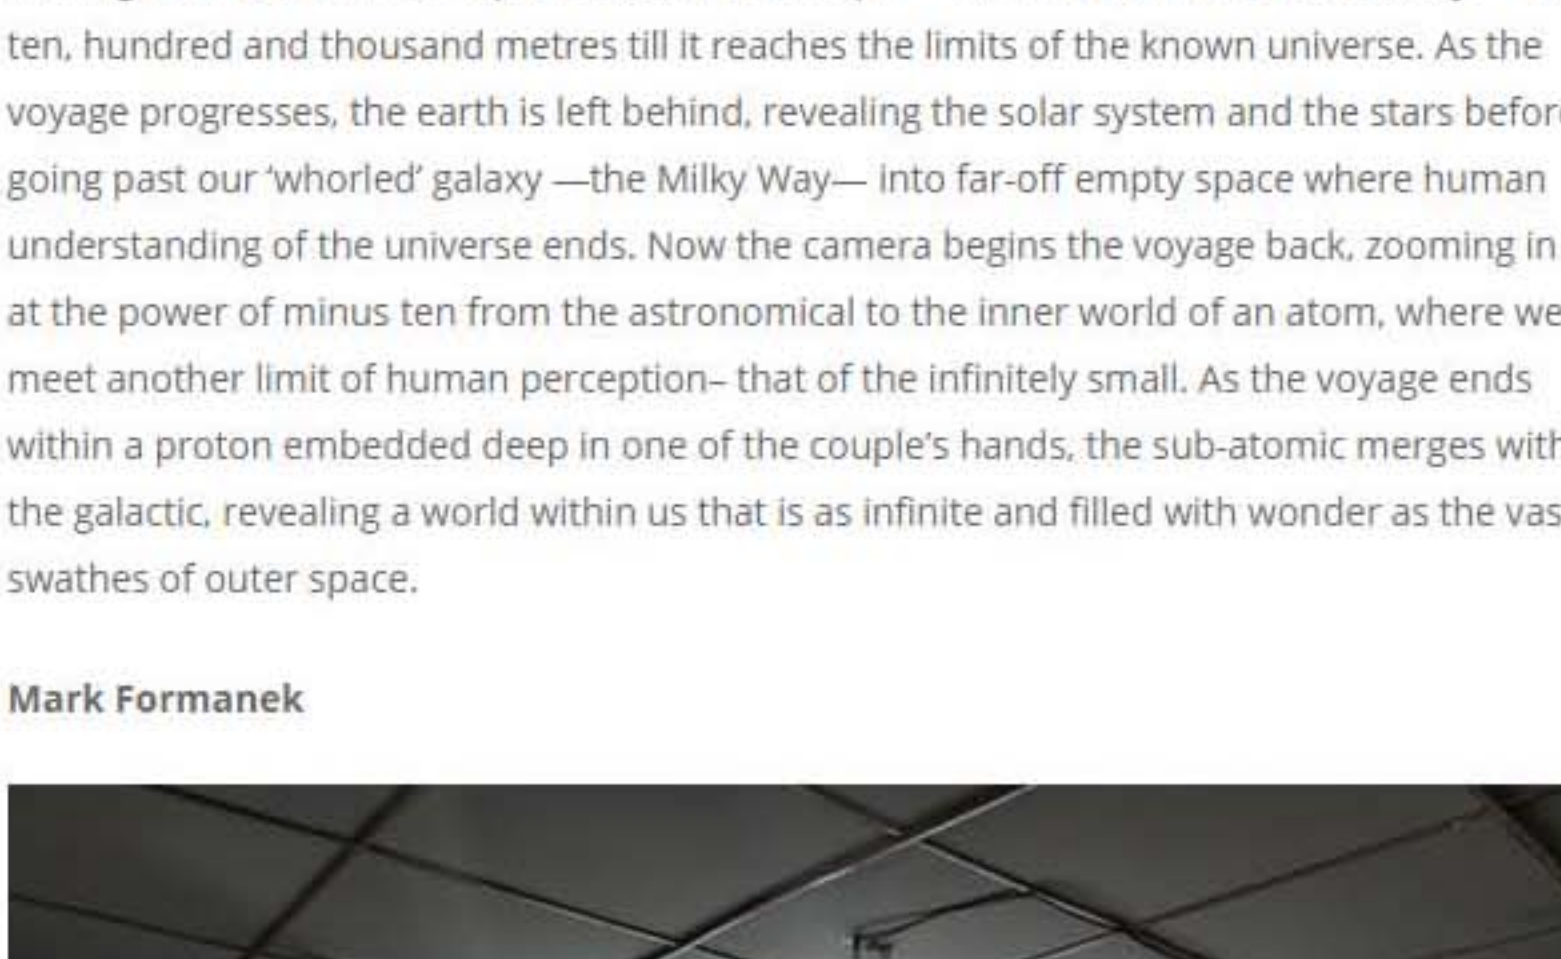 ten, hundred and thousand metres till it reaches the limits of the known universe. As the
voyage progresses, the earth is left behind, revealing the solar system and the stars
going past our ‘whorled’ galaxy —the Milky Way— into far-off empty space where human
understanding of the universe ends. Now the camera begins the voyage back, zooming in
at the power of minus ten from the astronomical to the inner world of an atom, where we
meet another limit of human perception– that of the infinitely small. As the voyage ends
within a proton embedded deep in one of the couple’s hands, the sub-atomic merges with
the galactic, revealing a world within us that is as infinite and filled with wonder as the
swathes of outer space.
Mark Formanek